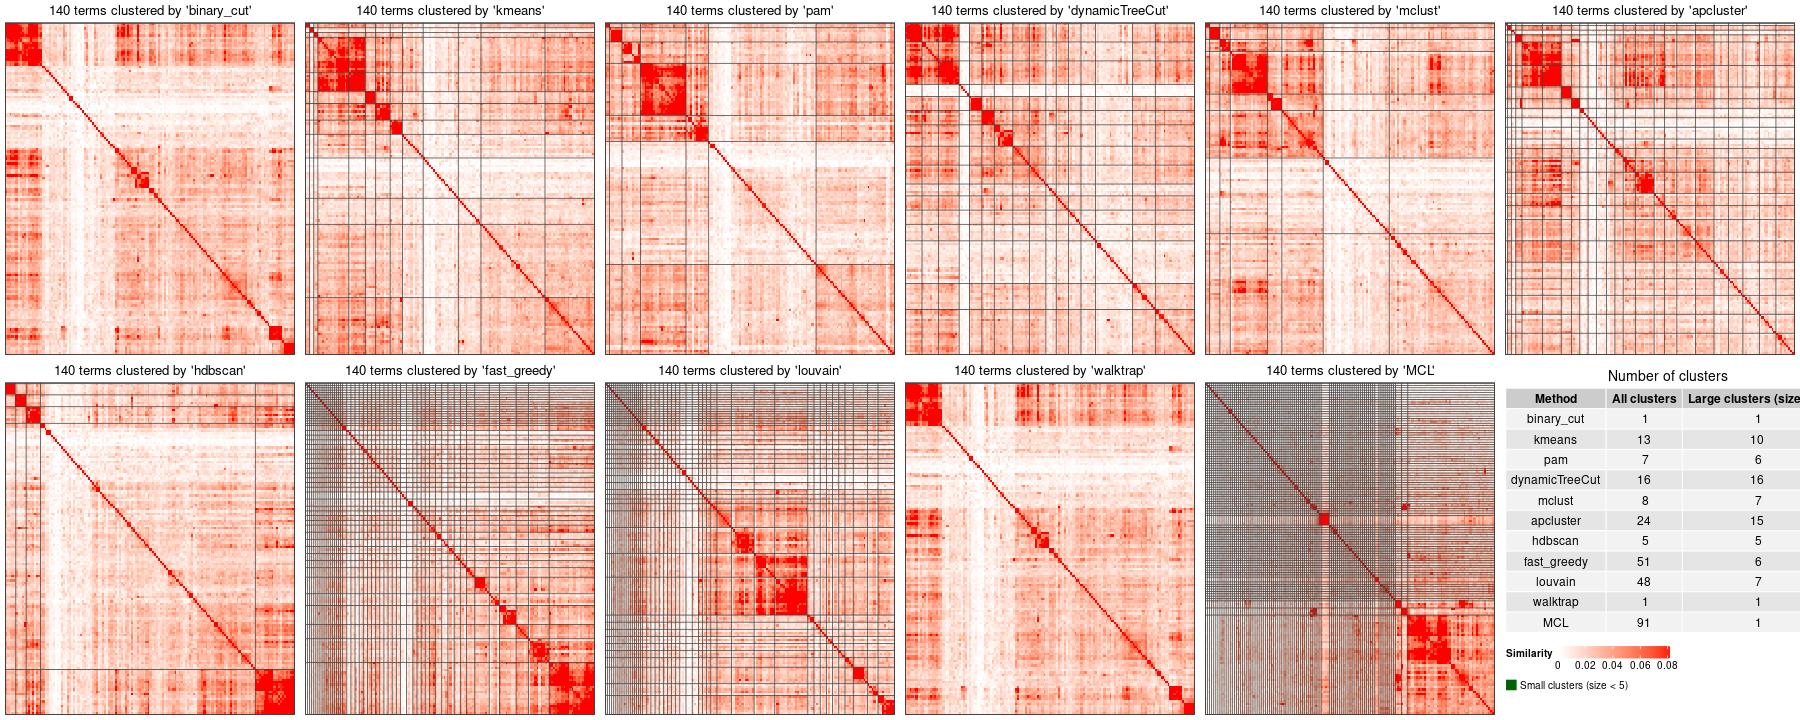 140 terms clustered by 'binary_cut'
140 terms clustered by 'kmeans'
140 terms clustered by 'pam'
140 terms clustered by 'dynamicTreeCut'
140 terms clustered by 'mclust'
140 terms clustered by 'apcluster'
140 terms clustered by 'hdbscan'
140 terms clustered by 'fast_greedy'
140 terms clustered by 'louvain'
140 terms clustered by 'walktrap'
140 terms clustered by 'MCL'
Number of clusters
Method All clusters Large clusters (size
binary_cut 1 1
kmeans 13 10
pam 7 6
dynamicTreeCut 16 16
mclust 8 7
apcluster 24 15
hdbscan 5 5
fast_greedy 51 6
louvain 48 7
walktrap 1 1
MCL 91 1
Similarity
0 0.02 0.04 0.06 0.08
Small clusters (size < 5)